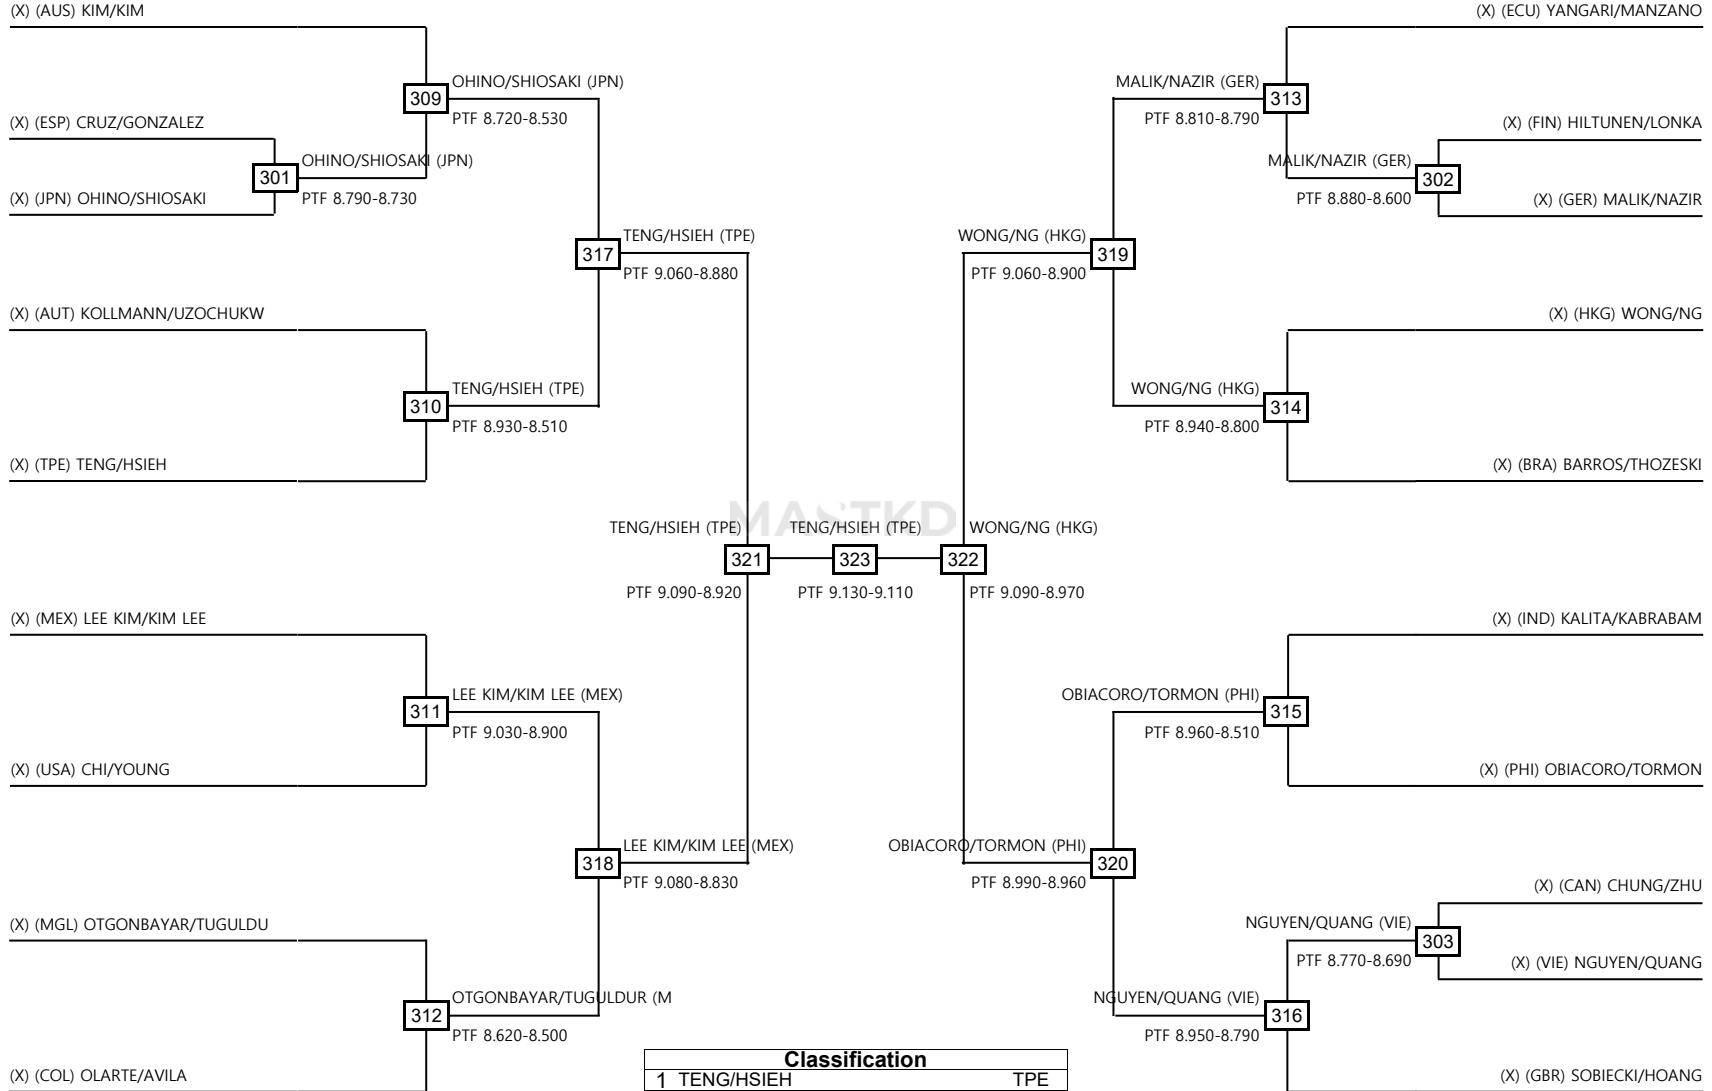 (X) (AUS) KIM/KIM
(X) (ECU) YANGARI/MANZANO
OHINO/SHIOSAKI (JPN)
309
PTF 8.720-8.530
MALIK/NAZIR (GER)
313
PTF 8.810-8.790
(X) (ESP) CRUZ/GONZALEZ
(X) (FIN) HILTUNEN/LONKA
OHINO/SHIOSAKI (JPN)
301
PTF 8.790-8.730
MALIK/NAZIR (GER)
302
PTF 8.880-8.600
(X) (JPN) OHINO/SHIOSAKI
(X) (GER) MALIK/NAZIR
TENG/HSIEH (TPE)
317
PTF 9.060-8.880
WONG/NG (HKG)
319
PTF 9.060-8.900
(X) (AUT) KOLLMANN/UZOCHUKW
(X) (HKG) WONG/NG
TENG/HSIEH (TPE)
310
PTF 8.930-8.510
WONG/NG (HKG)
314
PTF 8.940-8.800
(X) (TPE) TENG/HSIEH
(X) (BRA) BARROS/THOZESKI
MASTKD
TENG/HSIEH (TPE)
321
PTF 9.090-8.920
TENG/HSIEH (TPE)
323
PTF 9.130-9.110
WONG/NG (HKG)
322
PTF 9.090-8.970
(X) (MEX) LEE KIM/KIM LEE
(X) (IND) KALITA/KABRABAM
LEE KIM/KIM LEE (MEX)
311
PTF 9.030-8.900
OBIACORO/TORMON (PHI)
315
PTF 8.960-8.510
(X) (USA) CHI/YOUNG
(X) (PHI) OBIACORO/TORMON
LEE KIM/KIM LEE (MEX)
318
PTF 9.080-8.830
OBIACORO/TORMON (PHI)
320
PTF 8.990-8.960
(X) (CAN) CHUNG/ZHU
(X) (MGL) OTGONBAYAR/TUGULDU
NGUYEN/QUANG (VIE)
303
PTF 8.770-8.690
(X) (VIE) NGUYEN/QUANG
OTGONBAYAR/TUGULDUR (M
312
PTF 8.620-8.500
NGUYEN/QUANG (VIE)
316
PTF 8.950-8.790
Classification
1 TENG/HSIEH TPE
(X) (COL) OLARTE/AVILA
(X) (GBR) SOBIECKI/HOANG